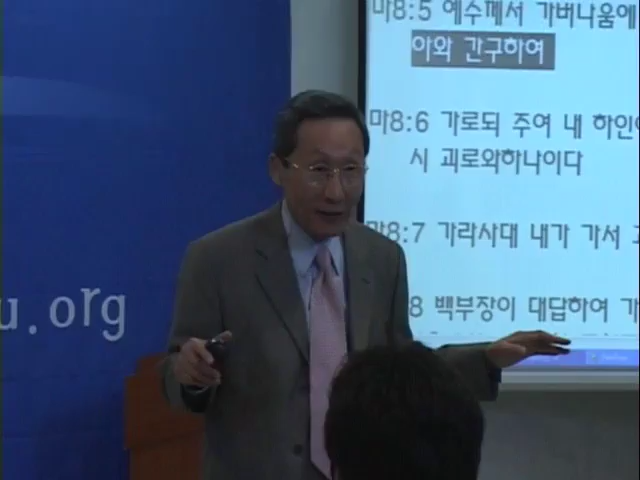 마8:5 예수께서 가버나움에
아와 간구하여
마8:6 가로되 주여 내 하인이
시 괴로와하나이다
마8:7 가라사대 내가 가서
8 백부장이 대답하여 가
u.org